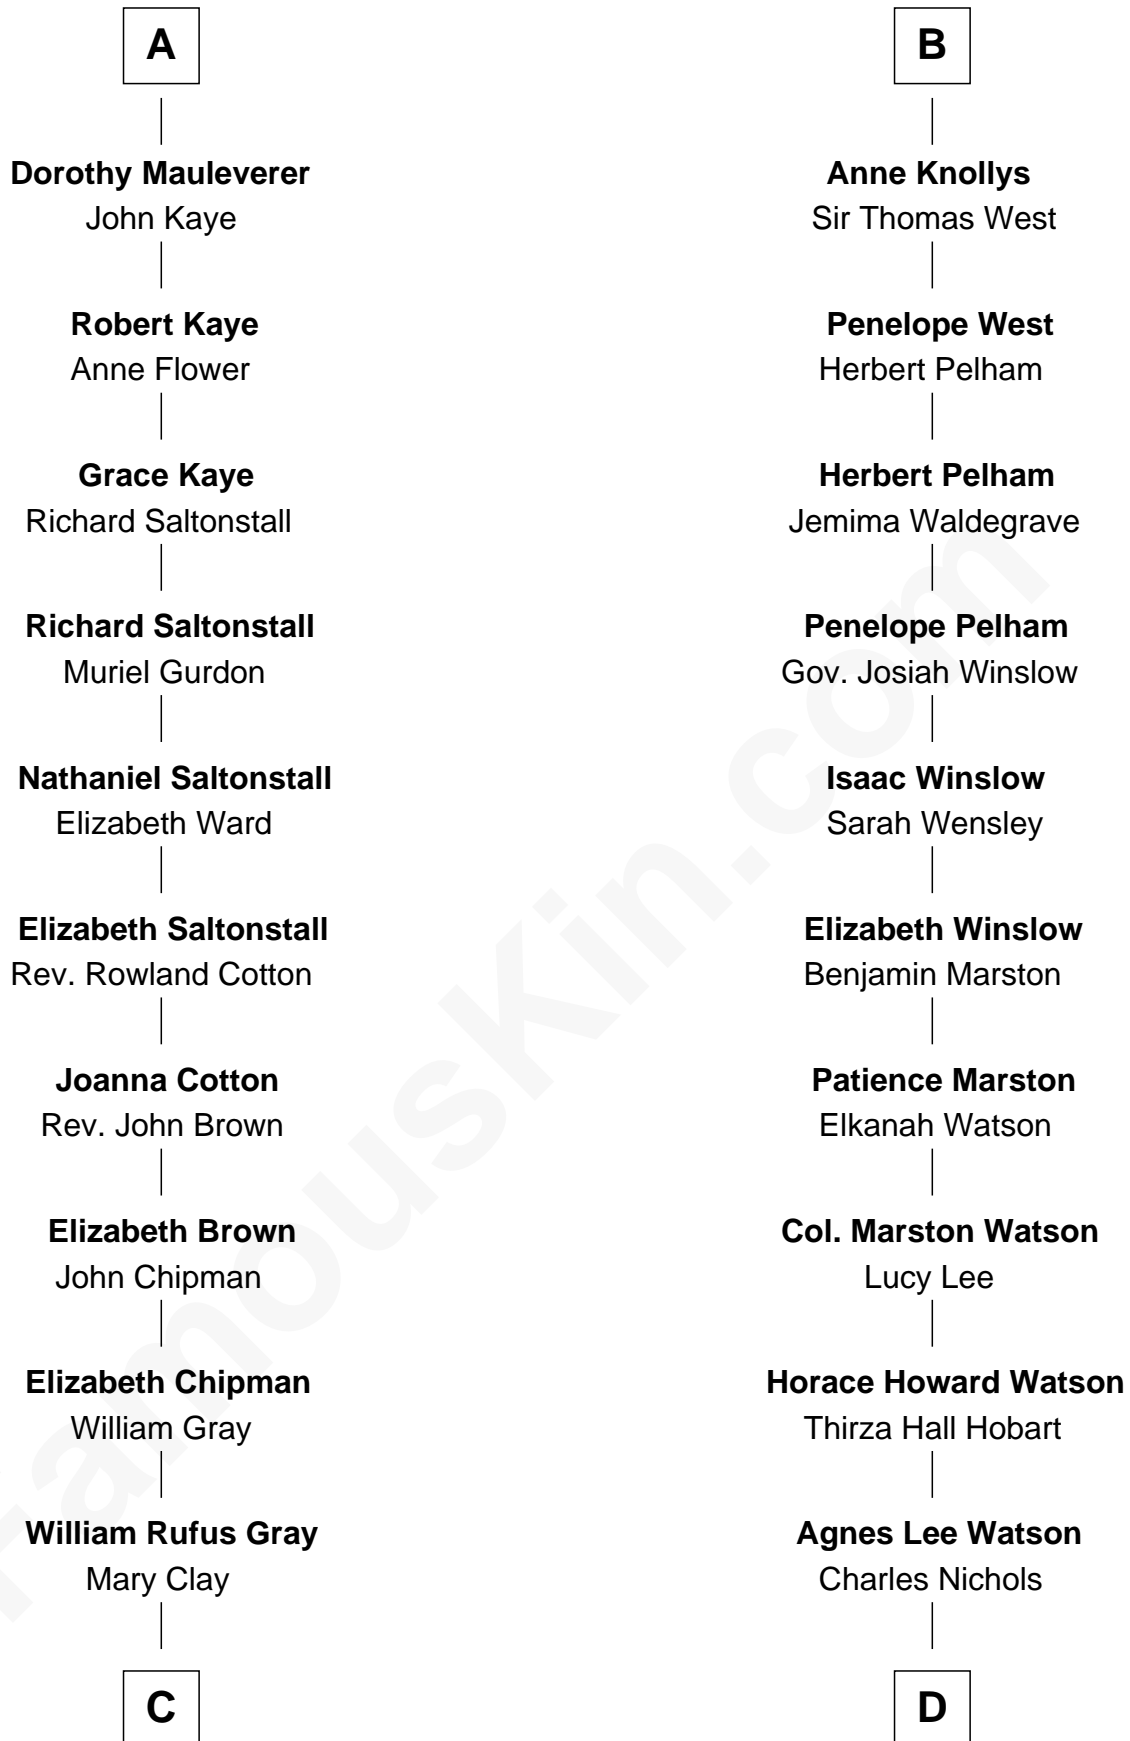 A
Dorothy Mauleverer
John Kaye
Robert Kaye
Anne Flower
Grace Kaye
Richard Saltonstall
Richard Saltonstall
Muriel Gurdon
Nathaniel Saltonstall
Elizabeth Ward
Elizabeth Saltonstall
Rev. Rowland Cotton
Joanna Cotton
Rev. John Brown
Elizabeth Brown
John Chipman
Elizabeth Chipman
William Gray
William Rufus Gray
Mary Clay
C
B
Anne Knollys
Sir Thomas West
Penelope West
Herbert Pelham
Herbert Pelham
Jemima Waldegrave
Penelope Pelham
Gov. Josiah Winslow
Isaac Winslow
Sarah Wensley
Elizabeth Winslow
Benjamin Marston
Patience Marston
Elkanah Watson
Col. Marston Watson
Lucy Lee
Horace Howard Watson
Thirza Hall Hobart
Agnes Lee Watson
Charles Nichols
D
FamousKin.com